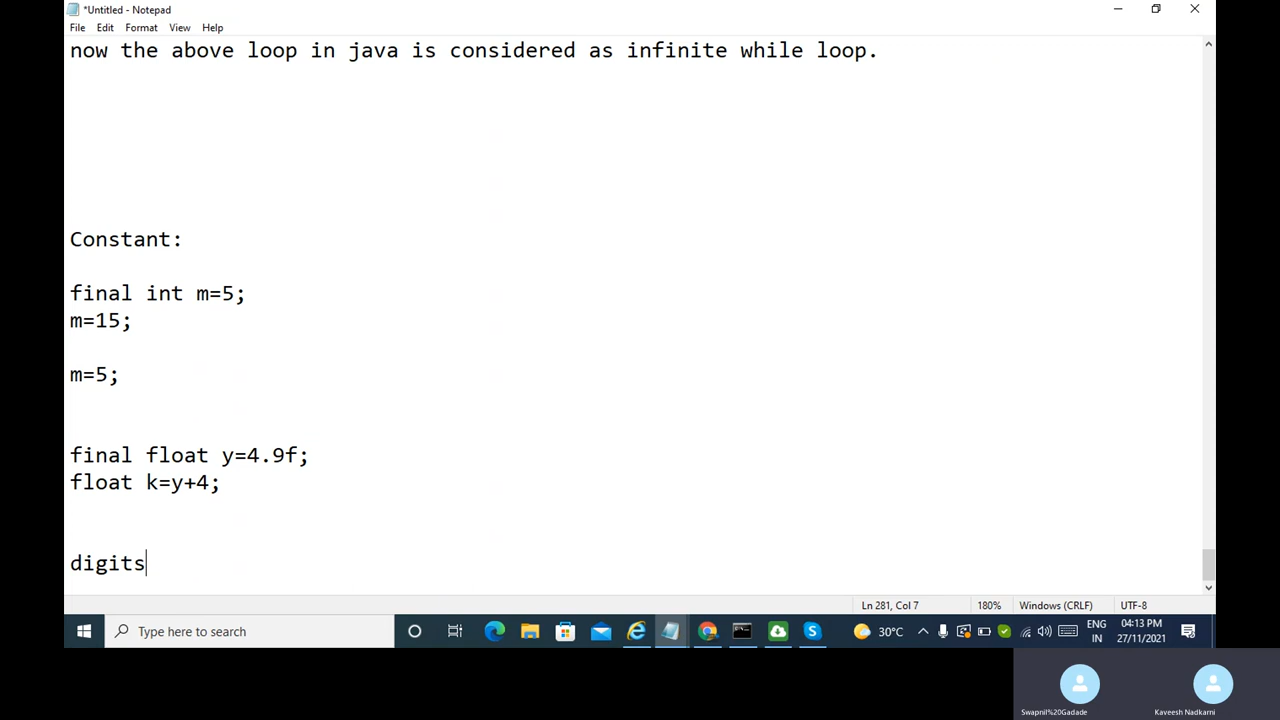 *Untitled - Notepad
File Edit Format View Help
now the above loop in java is considered as infinite while loop.
Constant:
final int m=5;
m=15;
m=5;
final float y=4.9f;
float k=y+4;
digits
Ln 281, Col 7 180% Windows (CRLF) UTF-8
Type here to search
30°C
ENG
IN
04:13 PM
27/11/2021
Swapnil%20Gadade
Kaveesh Nadkarni